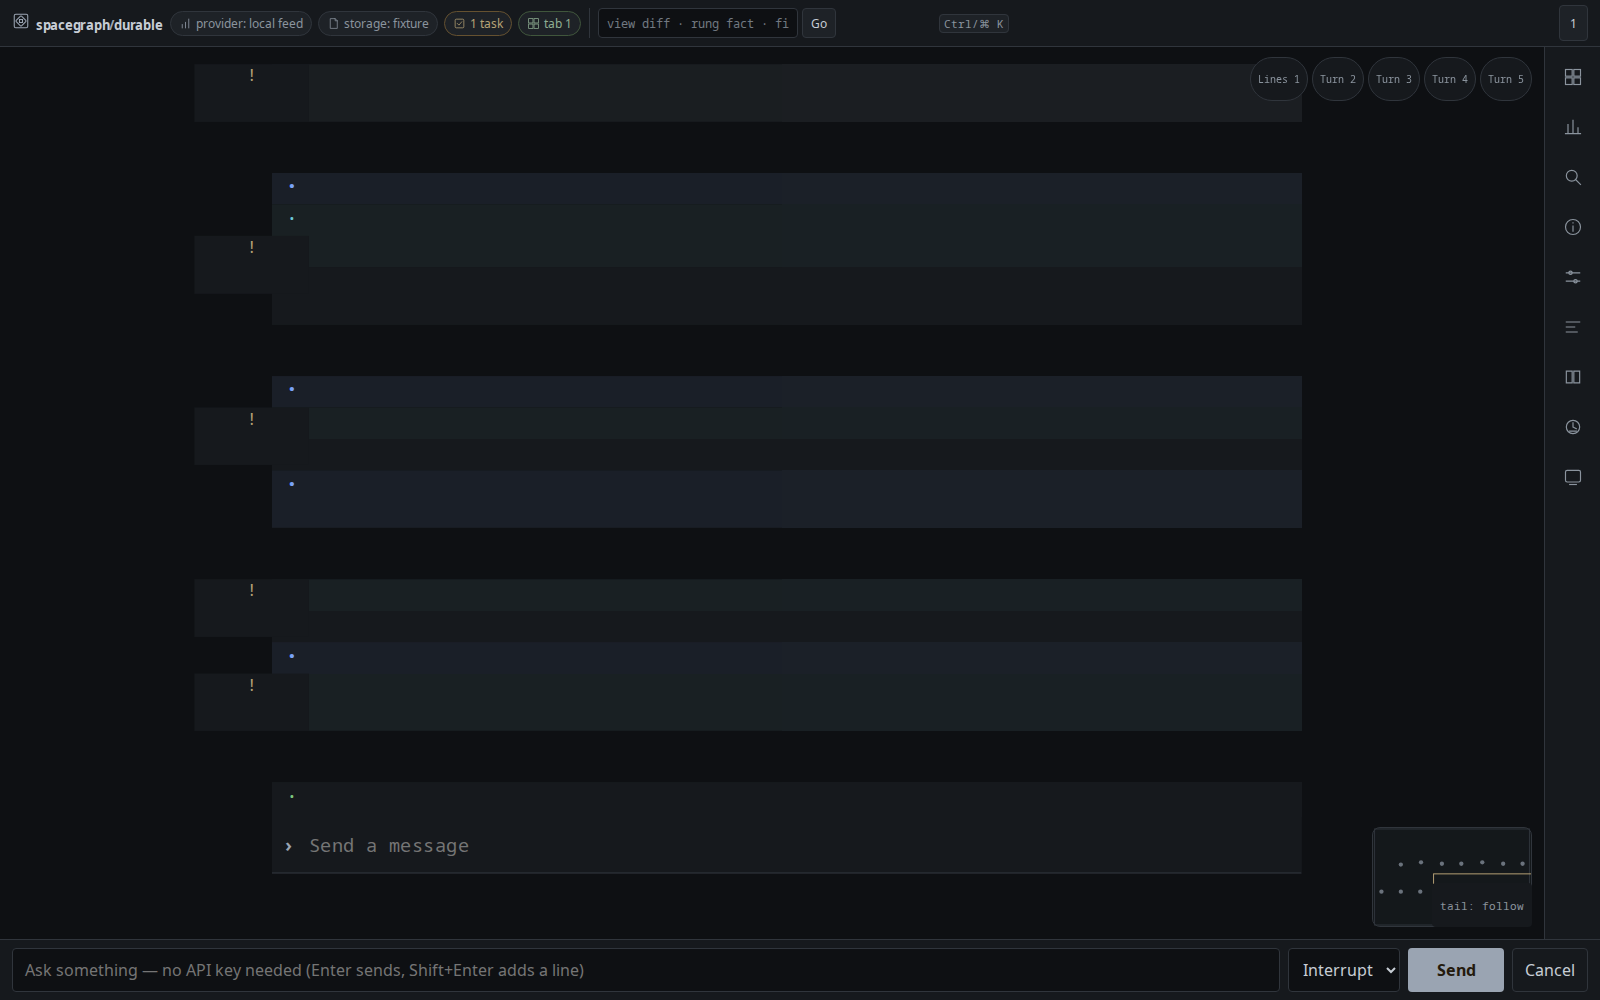 spacegraph/durable provider: local feed storage: fixture 1 task tab 1 view diff · rung fact · fi Go Ctrl/⌘ K 1
Lines 1 Turn 2 Turn 3 Turn 4 Turn 5
!
•
·
!
•
!
•
!
•
!
·
› Send a message
tail: follow
Ask something — no API key needed (Enter sends, Shift+Enter adds a line) Interrupt Send Cancel